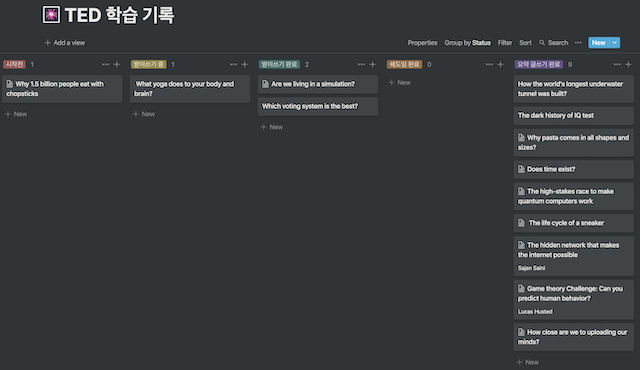 TED 학습 기록
+ Add a view
Properties Group by Status Filter Sort Search ••• New
시작전 1 ••• +
Why 1.5 billion people eat with
chopsticks
+ New
받아쓰기 중 1 ••• +
What yoga does to your body and
brain?
+ New
받아쓰기 완료 2 ••• +
Are we living in a simulation?
Which voting system is the best?
+ New
쉐도잉 완료 0 ••• +
+ New
요약 글쓰기 완료 9 ••• +
How the world's longest underwater
tunnel was built?
The dark history of IQ test
Why pasta comes in all shapes and
sizes?
Does time exist?
The high-stakes race to make
quantum computers work
The life cycle of a sneaker
The hidden network that makes
the internet possible
Sajan Saini
Game theory Challenge: Can you
predict human behavior?
Lucas Husted
How close are we to uploading our
minds?
+ New